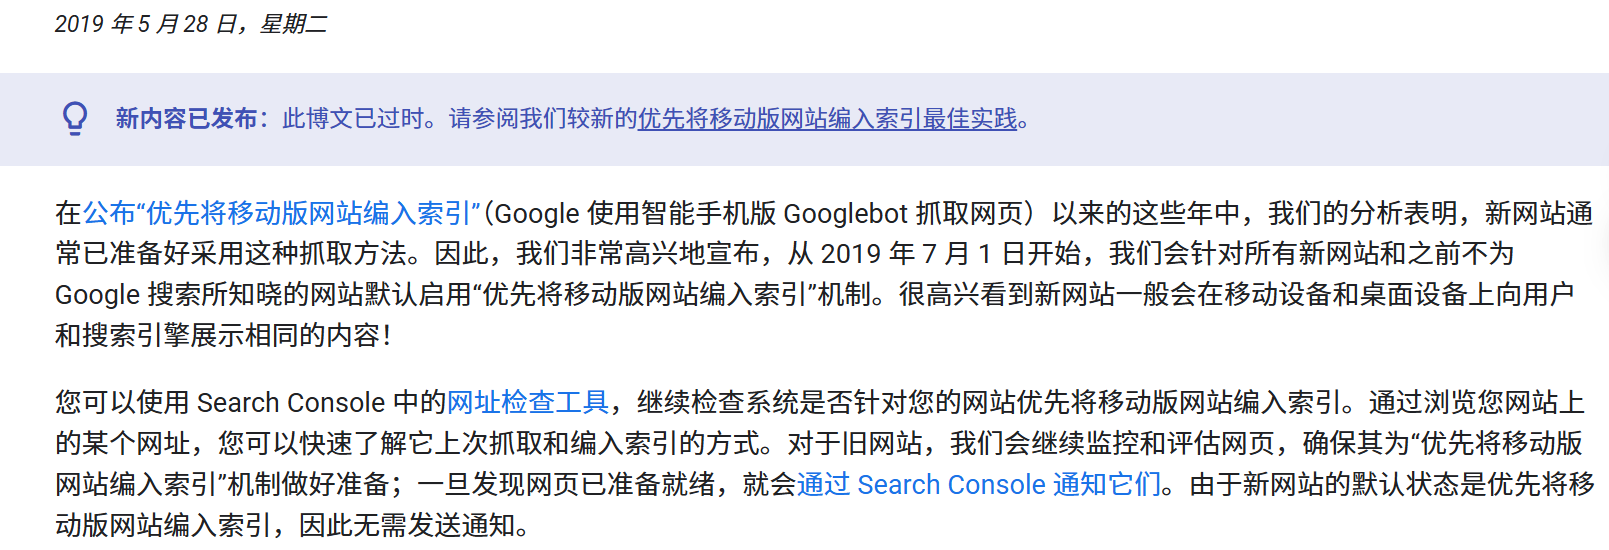 2019 年 5 月 28 日，星期二
新内容已发布：此博文已过时。请参阅我们较新的优先将移动版网站编入索引最佳实践。
在公布“优先将移动版网站编入索引”（Google 使用智能手机版 Googlebot 抓取网页）以来的这些年中，我们的分析表明，新网站通
常已准备好采用这种抓取方法。因此，我们非常高兴地宣布，从 2019 年 7 月 1 日开始，我们会针对所有新网站和之前不为
Google 搜索所知晓的网站默认启用“优先将移动版网站编入索引”机制。很高兴看到新网站一般会在移动设备和桌面设备上向用户
和搜索引擎展示相同的内容！
您可以使用 Search Console 中的网址检查工具，继续检查系统是否针对您的网站优先将移动版网站编入索引。通过浏览您网站上
的某个网址，您可以快速了解它上次抓取和编入索引的方式。对于旧网站，我们会继续监控和评估网页，确保其为“优先将移动版
网站编入索引”机制做好准备；一旦发现网页已准备就绪，就会通过 Search Console 通知它们。由于新网站的默认状态是优先将移
动版网站编入索引，因此无需发送通知。